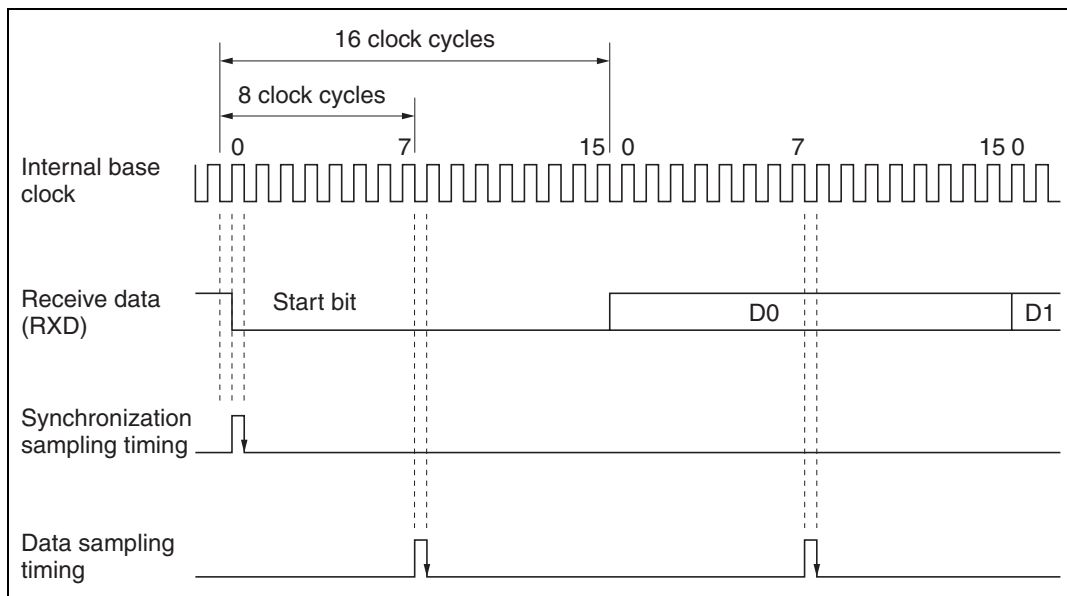 16 clock cycles
8 clock cycles
0 7 15 0 7 15 0
Internal base
clock
Receive data
(RXD)
Start bit
D0
D1
Synchronization
sampling timing
Data sampling
timing